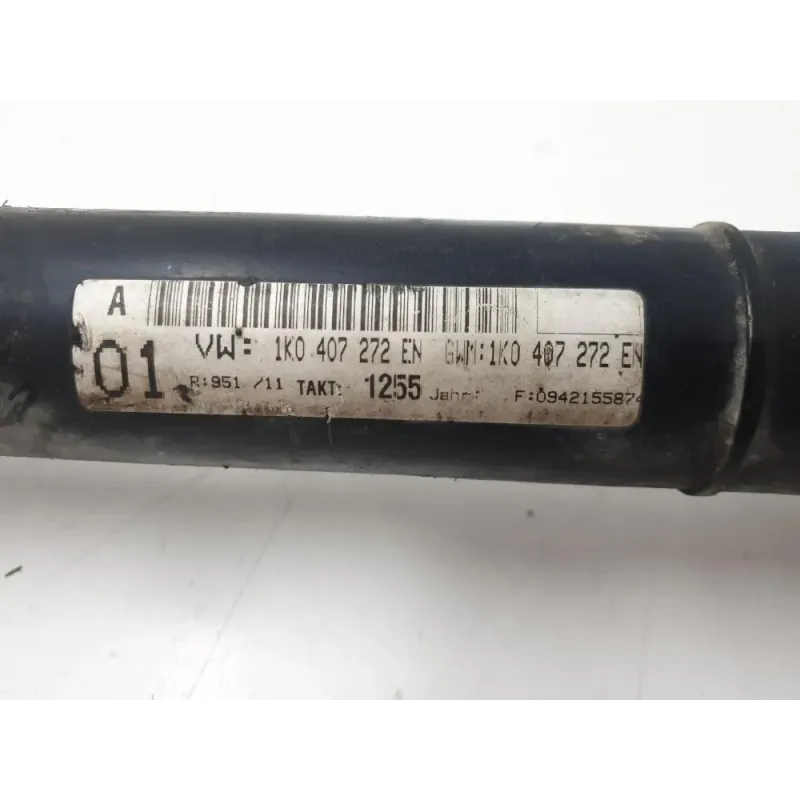 A
01
VW: 1K0 407 272 EN GWM:1K0 407 272 EN
R:951 /11 TAKT: 1255 Jahr: F:0942155874